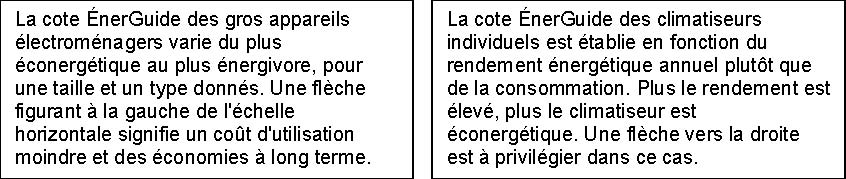 La cote ÉnerGuide des gros appareils
électroménagers varie du plus
éconergétique au plus énergivore, pour
une taille et un type donnés. Une flèche
figurant à la gauche de l'échelle
horizontale signifie un coût d'utilisation
moindre et des économies à long terme.
La cote ÉnerGuide des climatiseurs
individuels est établie en fonction du
rendement énergétique annuel plutôt que
de la consommation. Plus le rendement est
élevé, plus le climatiseur est
éconergétique. Une flèche vers la droite
est à privilégier dans ce cas.